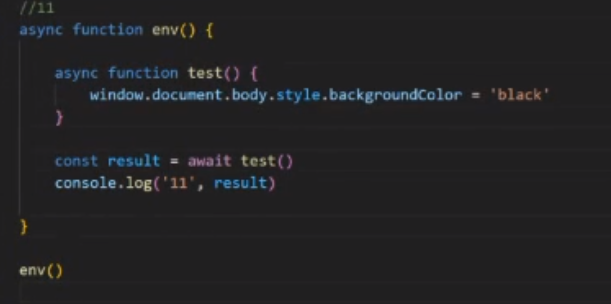 //11
async function env() {
async function test() {
window.document.body.style.backgroundColor = 'black'
}
const result = await test()
console.log('11', result)
}
env()